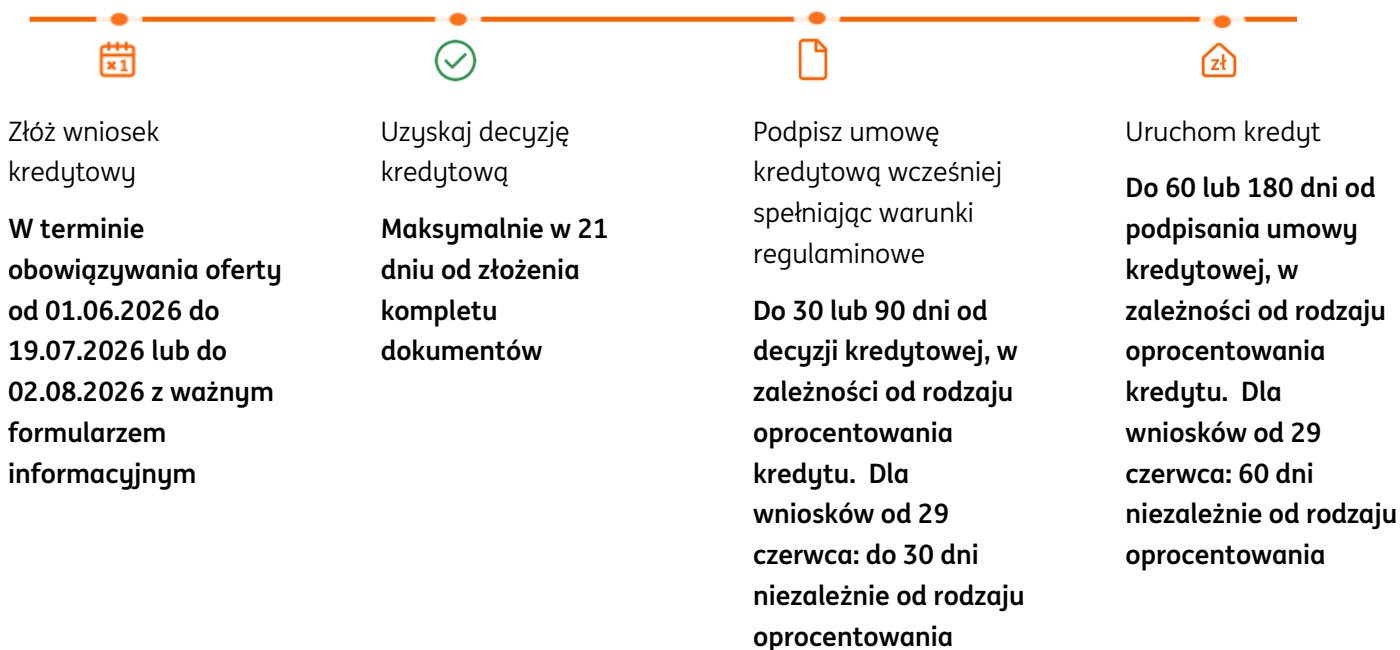 x1
zł
Złóż wniosek
kredytowy
W terminie
obowiązywania oferty
od 01.06.2026 do
19.07.2026 lub do
02.08.2026 z ważnym
formularzem
informacyjnym
Uzyskaj decyzję
kredytową
Maksymalnie w 21
dniu od złożenia
kompletu
dokumentów
Podpisz umowę
kredytową wcześniej
spełniając warunki
regulaminowe
Do 30 lub 90 dni od
decyzji kredytowej, w
zależności od rodzaju
oprocentowania
kredytu.  Dla
wniosków od 29
czerwca: do 30 dni
niezależnie od rodzaju
oprocentowania
Uruchom kredyt
Do 60 lub 180 dni od
podpisania umowy
kredytowej, w
zależności od rodzaju
oprocentowania
kredytu.  Dla
wniosków od 29
czerwca: 60 dni
niezależnie od rodzaju
oprocentowania